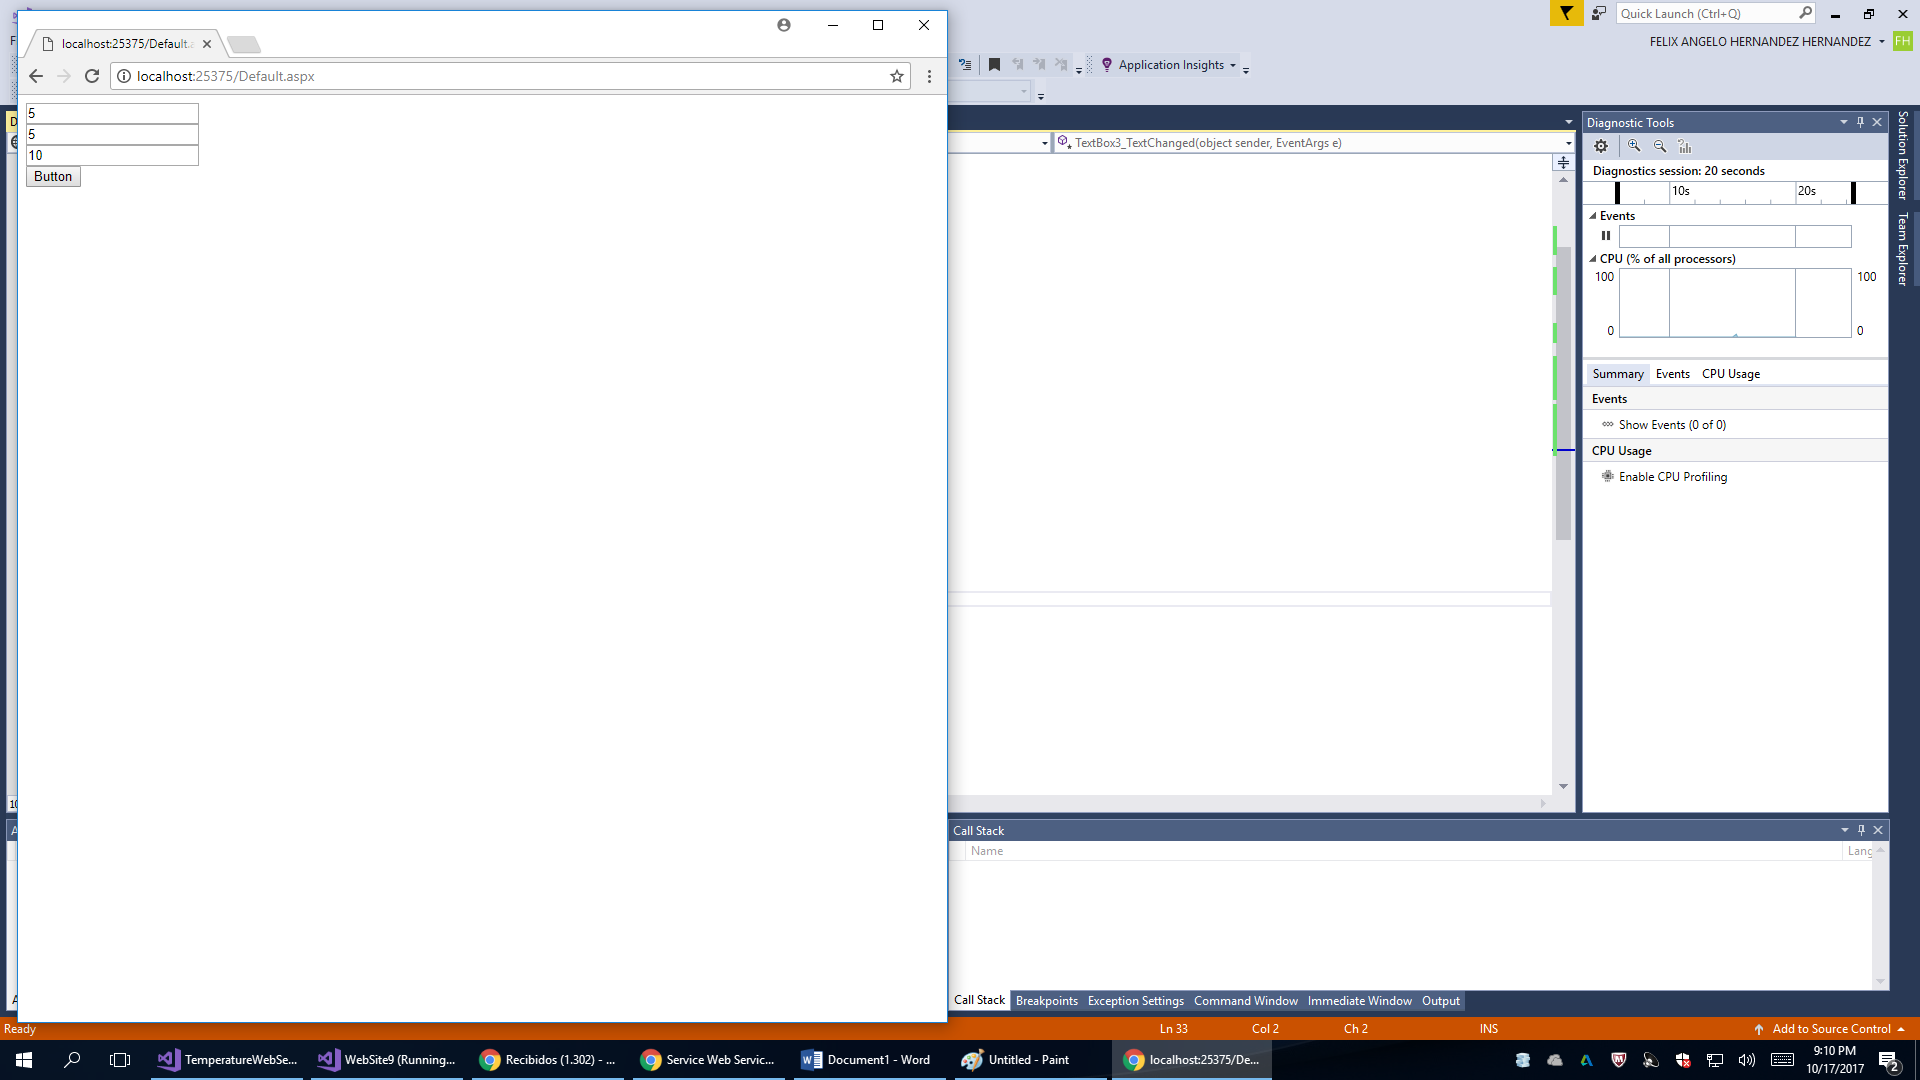 Quick Launch (Ctrl+Q)
localhost:25375/Default.a
FELIX ANGELO HERNANDEZ HERNANDEZ
FH
F
Application Insights
localhost:25375/Default.aspx
5
5
10
Button
D
TextBox3_TextChanged(object sender, EventArgs e)
Diagnostic Tools
Diagnostics session: 20 seconds
10s
20s
Events
CPU (% of all processors)
100
100
0
0
Summary
Events
CPU Usage
Events
Show Events (0 of 0)
CPU Usage
Enable CPU Profiling
Solution Explorer
Team Explorer
10
A
Call Stack
Name
Lang
A
Call Stack
Breakpoints
Exception Settings
Command Window
Immediate Window
Output
Ready
Ln 33
Col 2
Ch 2
INS
Add to Source Control
TemperatureWebSe...
WebSite9 (Running...
Recibidos (1.302) - ...
Service Web Servic...
Document1 - Word
Untitled - Paint
localhost:25375/De...
9:10 PM
10/17/2017
2